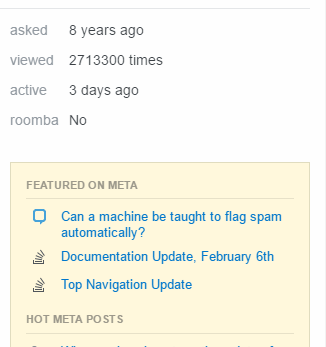 asked 8 years ago
viewed 2713300 times
active 3 days ago
roomba No
FEATURED ON META
Can a machine be taught to flag spam
automatically?
Documentation Update, February 6th
Top Navigation Update
HOT META POSTS